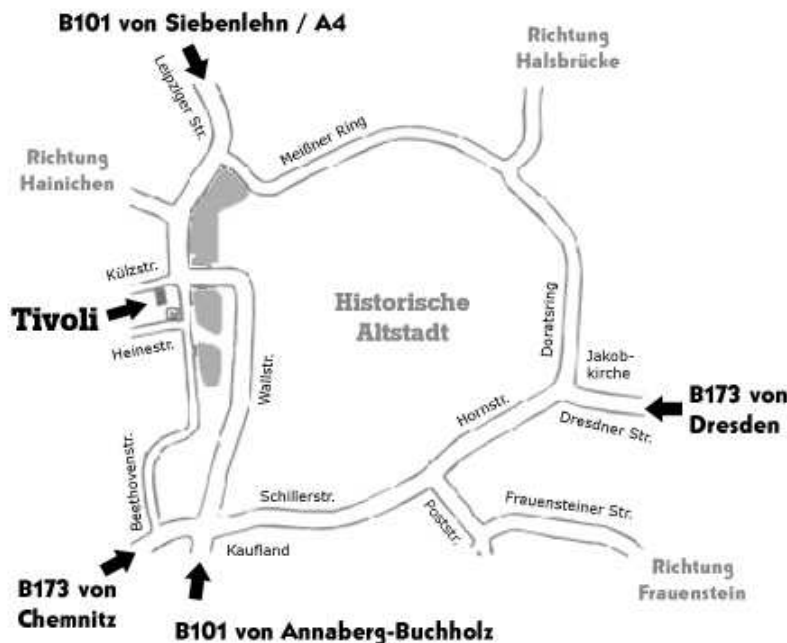 B101 von Siebenlehn / A4
Richtung
Halsbrücke
Leipziger Str.
Meißner Ring
Richtung
Hainichen
Külzstr.
Tivoli
Heinestr.
Historische
Altstadt
Doratsring
Wallstr.
Jakob-
kirche
B173 von
Dresden
Hornstr.
Dresdner Str.
Beethovenstr.
Schillerstr.
Poststr.
Frauensteiner Str.
Kaufland
Richtung
Frauenstein
B173 von
Chemnitz
B101 von Annaberg-Buchholz